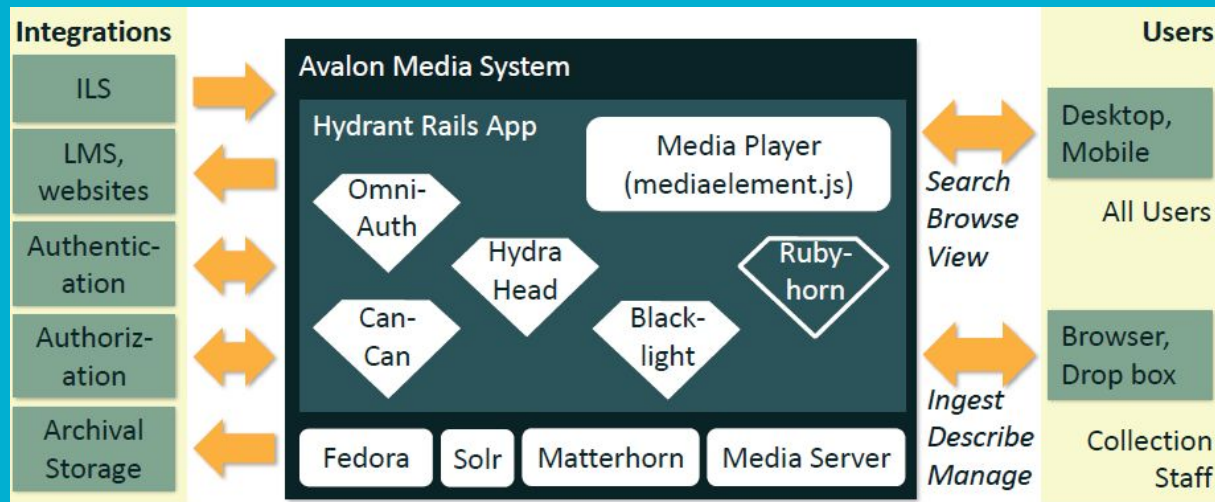 Integrations
ILS
LMS,
websites
Authentic-
ation
Authoriz-
ation
Archival
Storage
Avalon Media System
Hydrant Rails App
Media Player
(mediaelement.js)
Omni-
Auth
Hydra
Head
Ruby-
horn
Can-
Can
Black-
light
Fedora
Solr
Matterhorn
Media Server
Search
Browse
View
Ingest
Describe
Manage
Users
Desktop,
Mobile
All Users
Browser,
Drop box
Collection
Staff